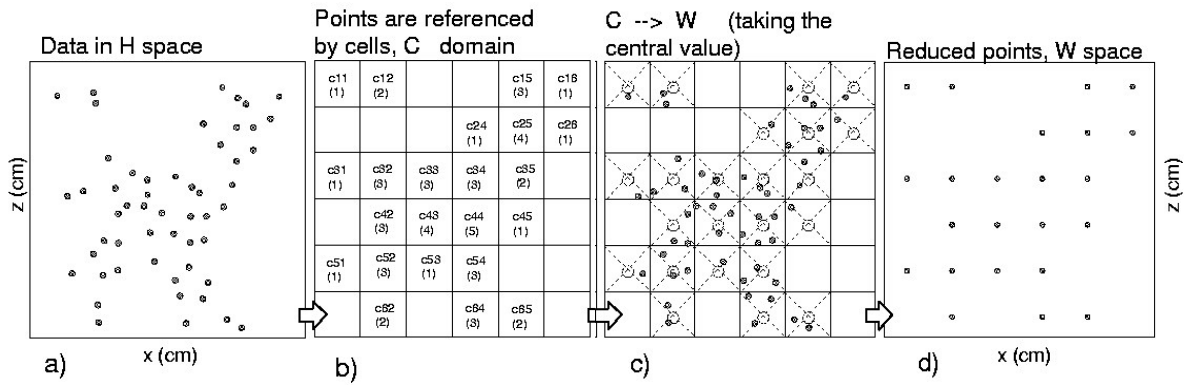 Data in H space
Points are referenced
by cells, C domain
C --> W (taking the
central value)
Reduced points, W space
z (cm)
x (cm)
a)
c11 c12 c15 c16
(1) (2) (3) (1)
c24 c25 c26
(1) (4) (1)
c31 c32 c33 c34 c35
(1) (3) (3) (3) (2)
c42 c43 c44 c45
(3) (4) (5) (1)
c51 c52 c53 c54
(1) (3) (1) (3)
c62 c64 c65
(2) (3) (2)
b)
c)
z (cm)
x (cm)
d)